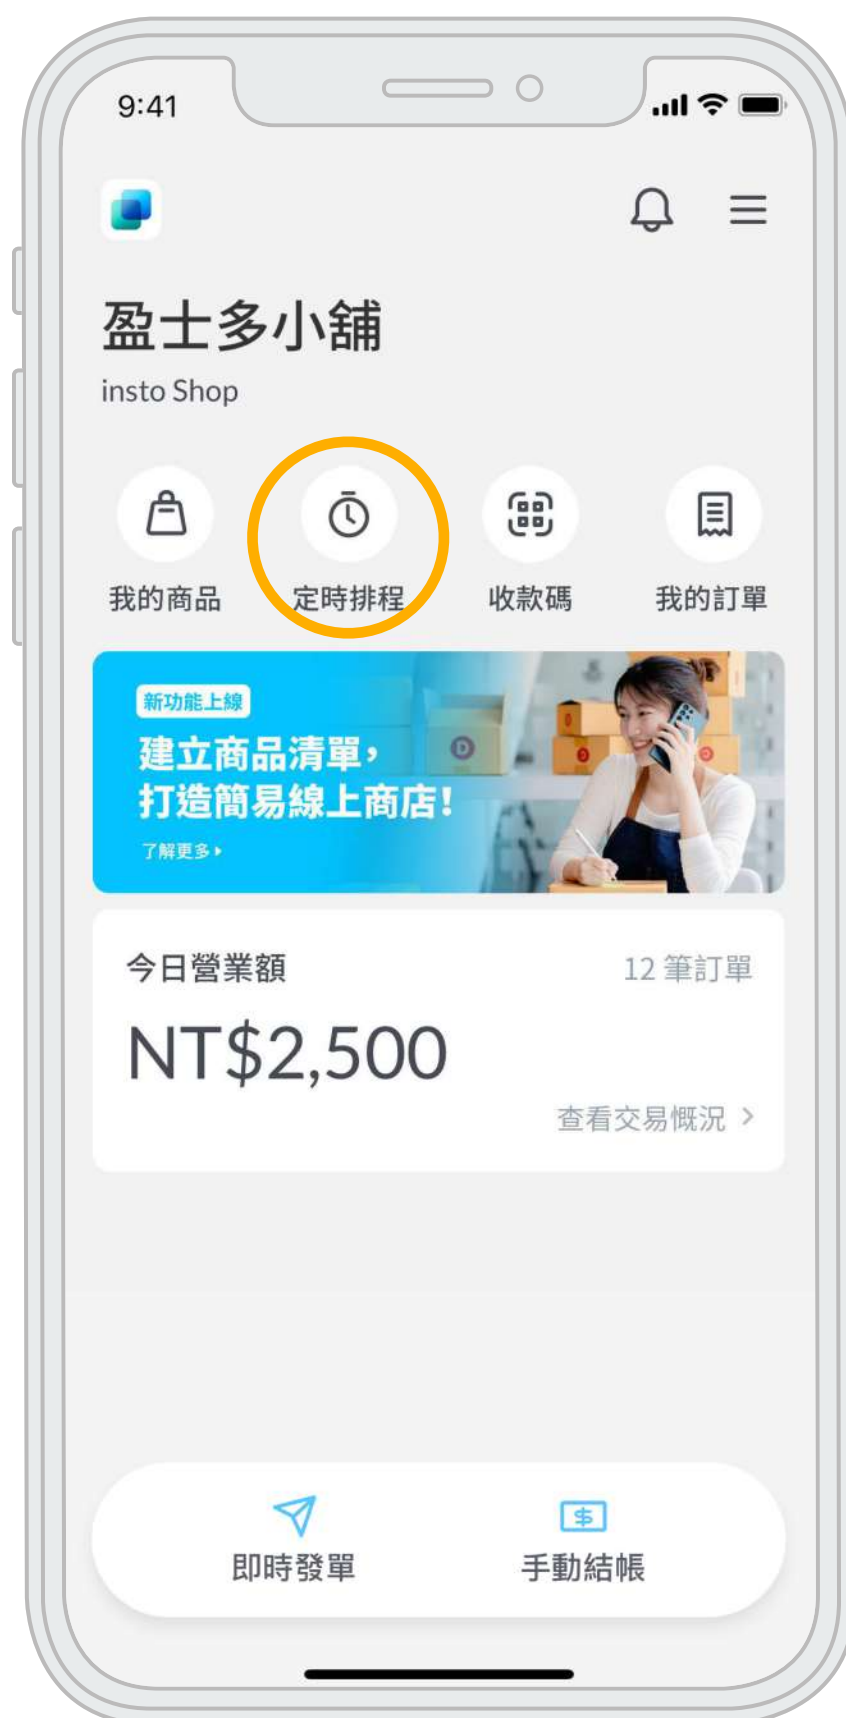 9:41
盈士多小舖
insto Shop
我的商品
定時排程
收款碼
我的訂單
新功能上線
建立商品清單，
打造簡易線上商店！
了解更多
今日營業額
12 筆訂單
NT$2,500
查看交易概況
即時發單
手動結帳